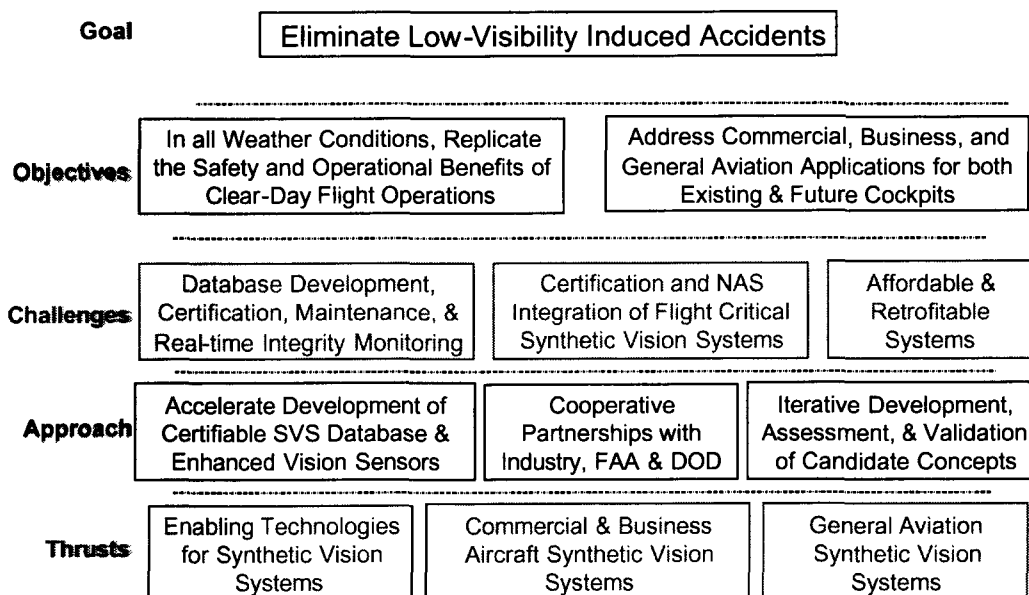 Goal
Eliminate Low-Visibility Induced Accidents
Objectives
In all Weather Conditions, Replicate
the Safety and Operational Benefits of
Clear-Day Flight Operations
Address Commercial, Business, and
General Aviation Applications for both
Existing & Future Cockpits
Challenges
Database Development,
Certification, Maintenance, &
Real-time Integrity Monitoring
Certification and NAS
Integration of Flight Critical
Synthetic Vision Systems
Affordable &
Retrofitable
Systems
Approach
Accelerate Development of
Certifiable SVS Database &
Enhanced Vision Sensors
Cooperative
Partnerships with
Industry, FAA & DOD
Iterative Development,
Assessment, & Validation
of Candidate Concepts
Thrusts
Enabling Technologies
for Synthetic Vision
Systems
Commercial & Business
Aircraft Synthetic Vision
Systems
General Aviation
Synthetic Vision
Systems